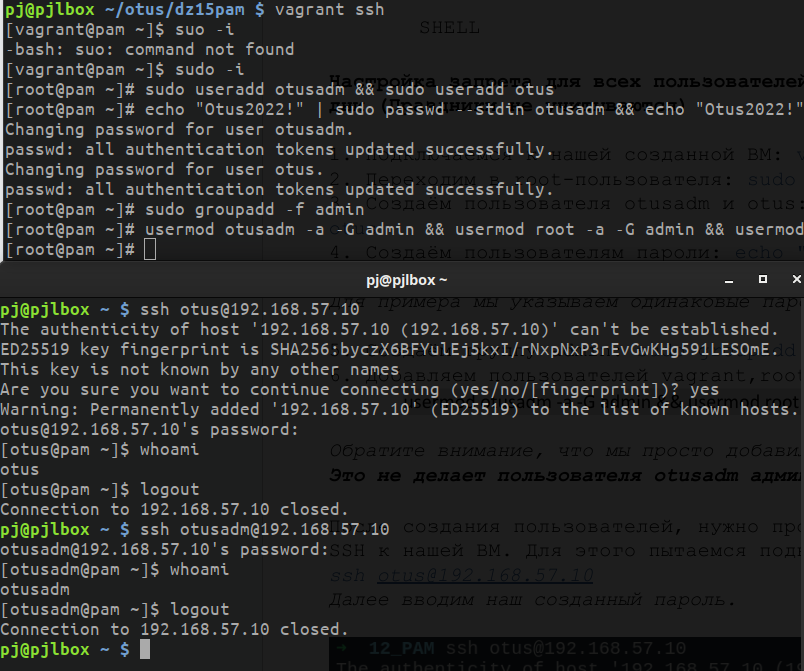 pj@pjlbox ~/otus/dz15pam $ vagrant ssh
[vagrant@pam ~]$ suo -i
-bash: suo: command not found
[vagrant@pam ~]$ sudo -i
[root@pam ~]# sudo useradd otusadm && sudo useradd otus
[root@pam ~]# echo "Otus2022!" | sudo passwd --stdin otusadm && echo "Otus2022!"
Changing password for user otusadm.
passwd: all authentication tokens updated successfully.
Changing password for user otus.
passwd: all authentication tokens updated successfully.
[root@pam ~]# sudo groupadd -f admin
[root@pam ~]# usermod otusadm -a -G admin && usermod root -a -G admin && usermod
[root@pam ~]#
SHELL
Настройка запрета для всех пользователей
1. Подключаемся к нашей созданной ВМ: v
2. Переходим в root-пользователя: sudo
3. Создаём пользователя otusadm и otus:
4. Создаём пользователям пароли: echo
pj@pjlbox ~
pj@pjlbox ~ $ ssh otus@192.168.57.10
The authenticity of host '192.168.57.10 (192.168.57.10)' can't be established.
ED25519 key fingerprint is SHA256:byczX6BFYUlEj5kxI/rNxpNxP3rEvGwKHg591LESQmE.
This key is not known by any other names
Are you sure you want to continue connecting (yes/no/[fingerprint])? yes
Warning: Permanently added '192.168.57.10' (ED25519) to the list of known hosts.
otus@192.168.57.10's password:
[otus@pam ~]$ whoami
otus
[otus@pam ~]$ logout
Connection to 192.168.57.10 closed.
pj@pjlbox ~ $ ssh otusadm@192.168.57.10
otusadm@192.168.57.10's password:
[otusadm@pam ~]$ whoami
otusadm
[otusadm@pam ~]$ logout
Connection to 192.168.57.10 closed.
pj@pjlbox ~ $
примера мы указываем одинаковые пар
6. Добавляем пользователей vagrant,roo
Обратите внимание, что мы просто добави
Это не делает пользователя otusadm адми
создания пользователей, нужно про
SSH к нашей ВМ. Для этого пытаемся подк
ssh otus@192.168.57.10
Далее вводим наш созданный пароль.
➜ 12_PAM ssh otus@192.168.57.10
The authenticity of host '192.168.57.10 (19